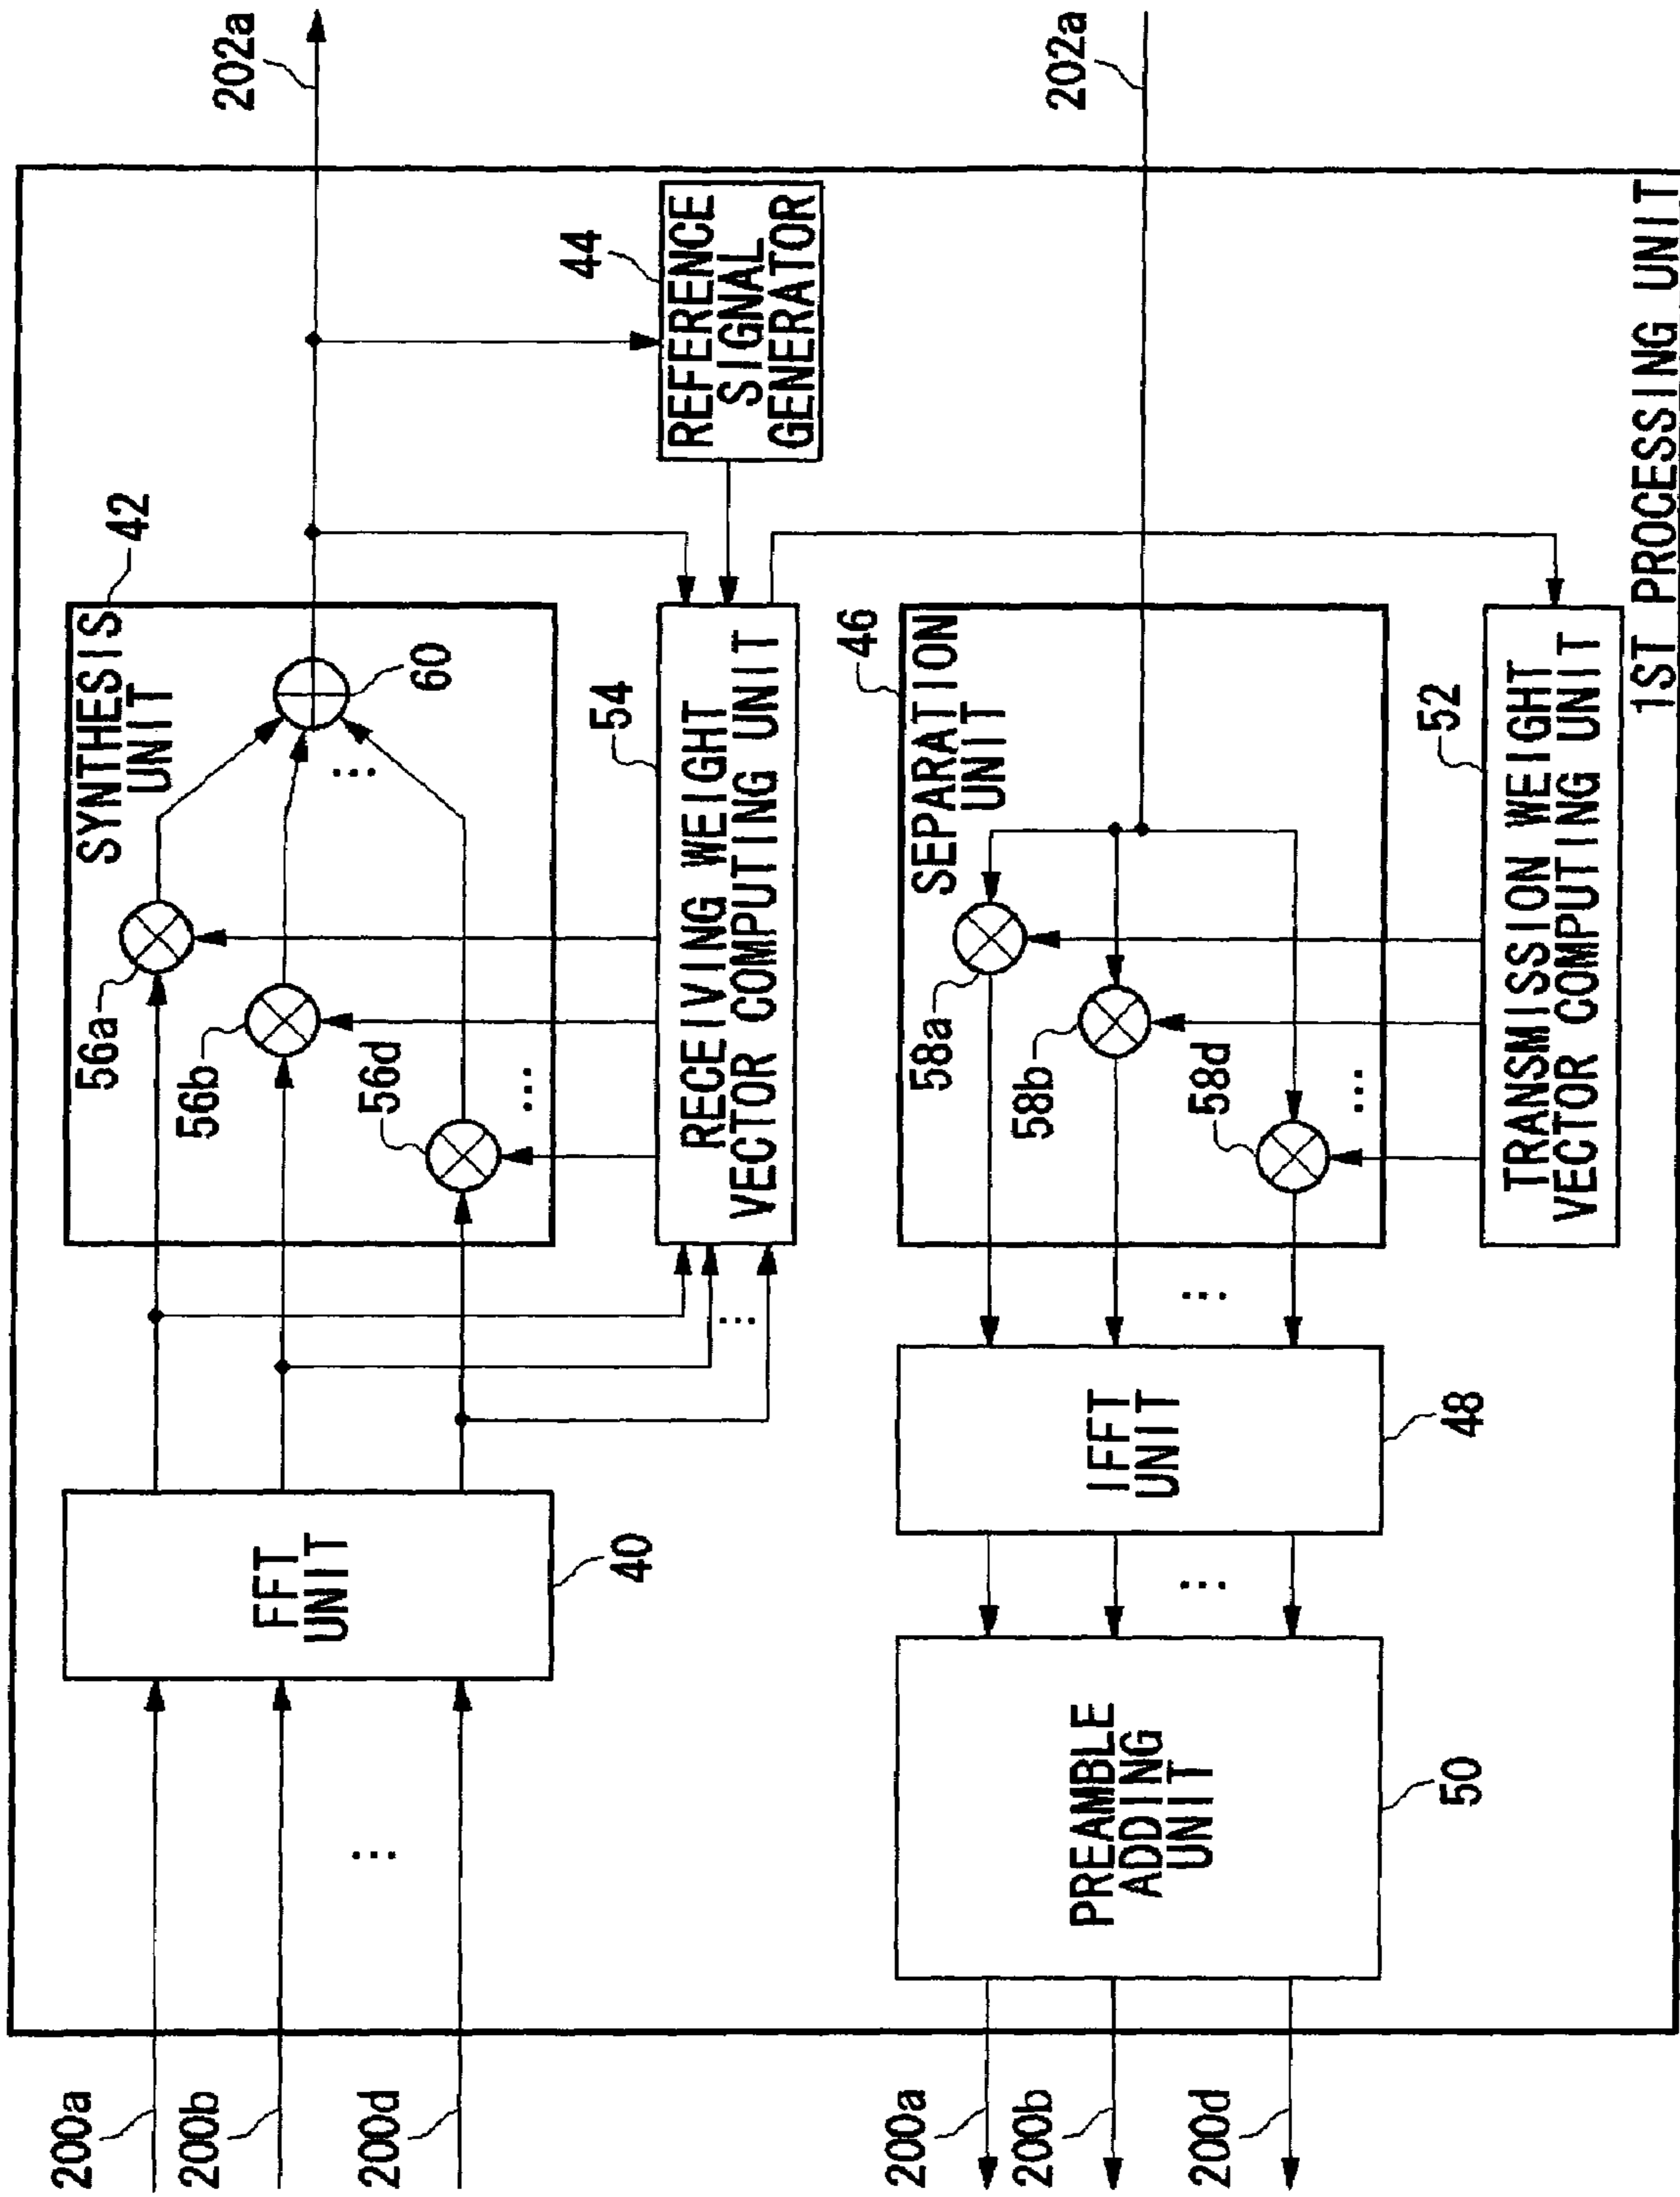 200a
200b
200d
...
FFT
UNIT
40
SYNTHESIS
UNIT
42
56a
56b
56d
...
...
60
202a
REFERENCE
SIGNAL
GENERATOR
44
...
RECEIVING WEIGHT
VECTOR COMPUTING UNIT
54
200a
200b
200d
PREAMBLE
ADDING
UNIT
50
...
IFFT
UNIT
48
...
SEPARATION
UNIT
46
58a
58b
58d
...
202a
TRANSMISSION WEIGHT
VECTOR COMPUTING UNIT
52
1ST PROCESSING UNIT